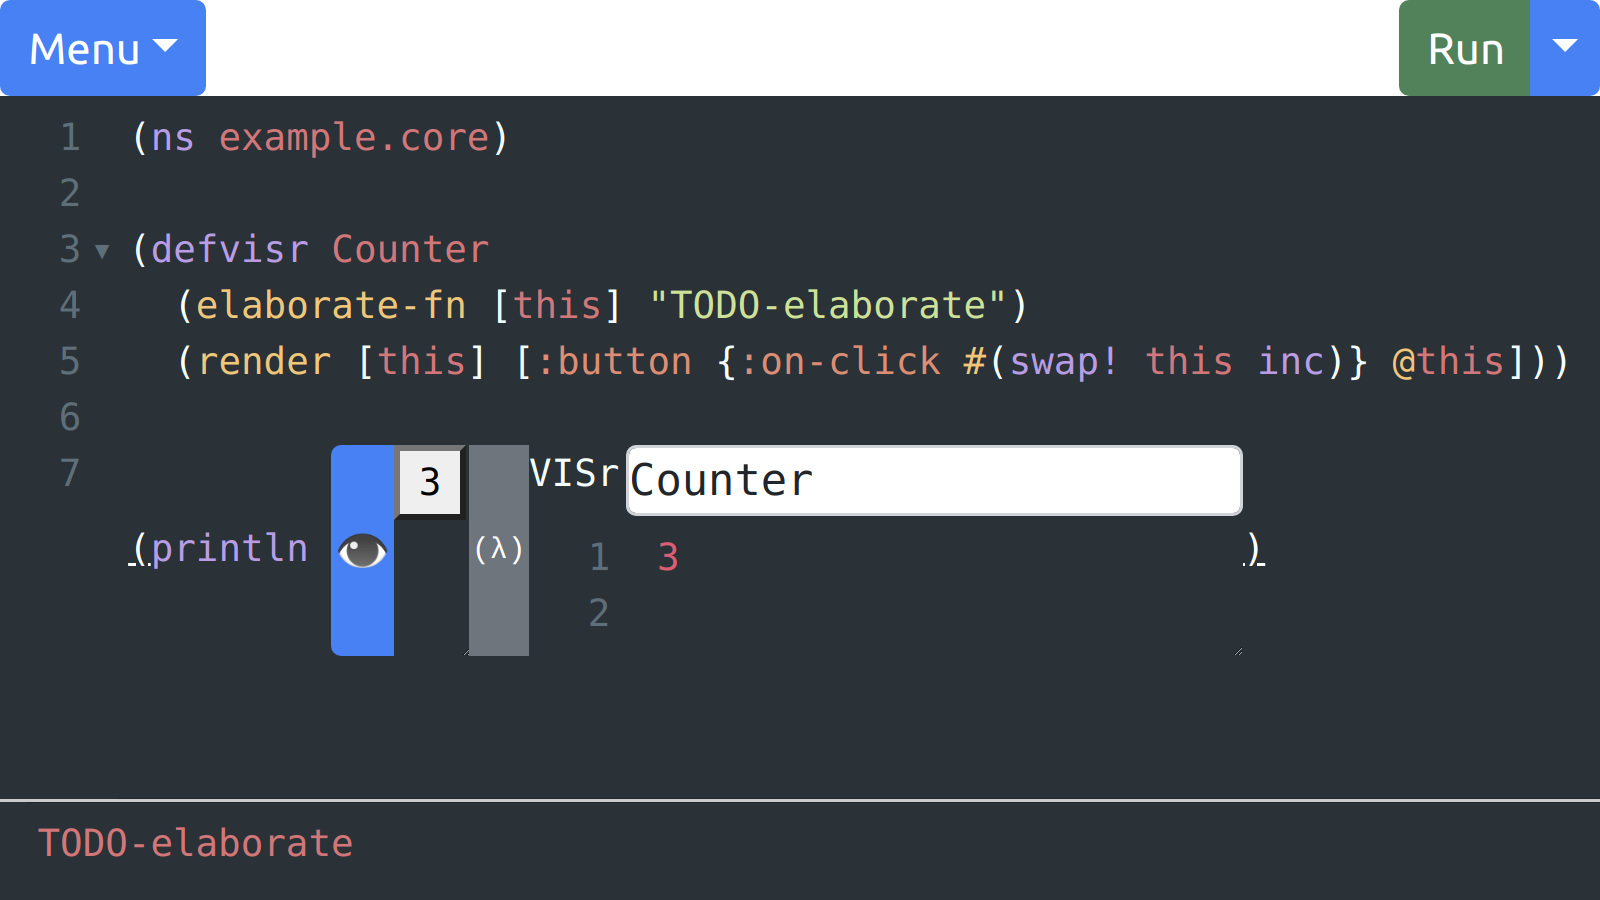 Menu Run
1 (ns example.core)
2
3 (defvisr Counter
4 (elaborate-fn [this] "TODO-elaborate")
5 (render [this] [:button {:on-click #(swap! this inc)} @this]))
6
7 3 VISr Counter
(println (λ) 1 3 )
2
TODO-elaborate